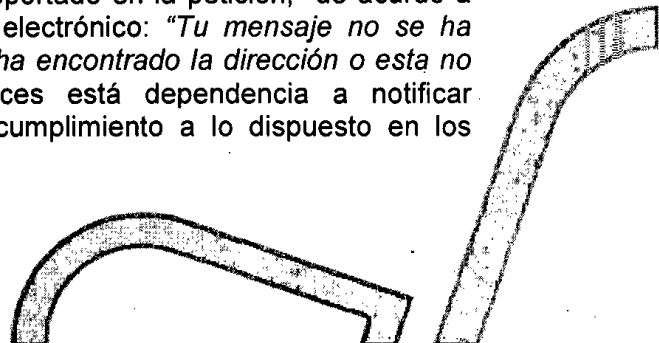 portado en la petición, de acuerdo a
electrónico: “Tu mensaje no se ha
ha encontrado la dirección o esta no
ces está dependencia a notificar
cumplimiento a lo dispuesto en los